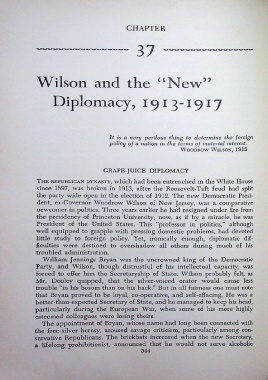 CHAPTER
37
Wilson and the "New"
Diplomacy, 1913-1917
It is a very perilous thing to determine the foreign
policy of a nation in the terms of material interest.
WOODROW WILSON, 1913
GRAPE-JUICE DIPLOMACY
THE REPUBLICAN DYNASTY, which had been entrenched in the White House
since 1897, was broken in 1913, after the Roosevelt-Taft feud had split
the party wide open in the election of 1912. The new Democratic Presi-
dent, ex-Governor Woodrow Wilson of New Jersey, was a comparative
newcomer in politics. Three years earlier he had resigned under fire from
the presidency of Princeton University; now, as if by a miracle, he was
President of the United States. This "professor in politics," although
well equipped to grapple with pressing domestic problems, had devoted
little study to foreign policy. Yet, ironically enough, diplomatic dif-
ficulties were destined to overshadow all others during much of his
troubled administration.
William Jennings Bryan was the uncrowned king of the Democratic
Party, and Wilson, though distrustful of his intellectual capacity, was
forced to offer him the Secretaryship of State. Wilson probably felt, as
Mr. Dooley quipped, that the silver-voiced orator would cause less
trouble "in his bosom than on his back." But in all fairness one must note
that Bryan proved to be loyal, co-operative, and self-effacing. He was a
better-than-expected Secretary of State, and he managed to keep his head,
particularly during the European War, when some of his more highly
esteemed colleagues were losing theirs.
The appointment of Bryan, whose name had long been connected with
the free-silver heresy, aroused savage criticism, particularly among con-
servative Republicans. The brickbats increased when the new Secretary,
a lifelong prohibitionist, announced that he would not serve alcoholic
544